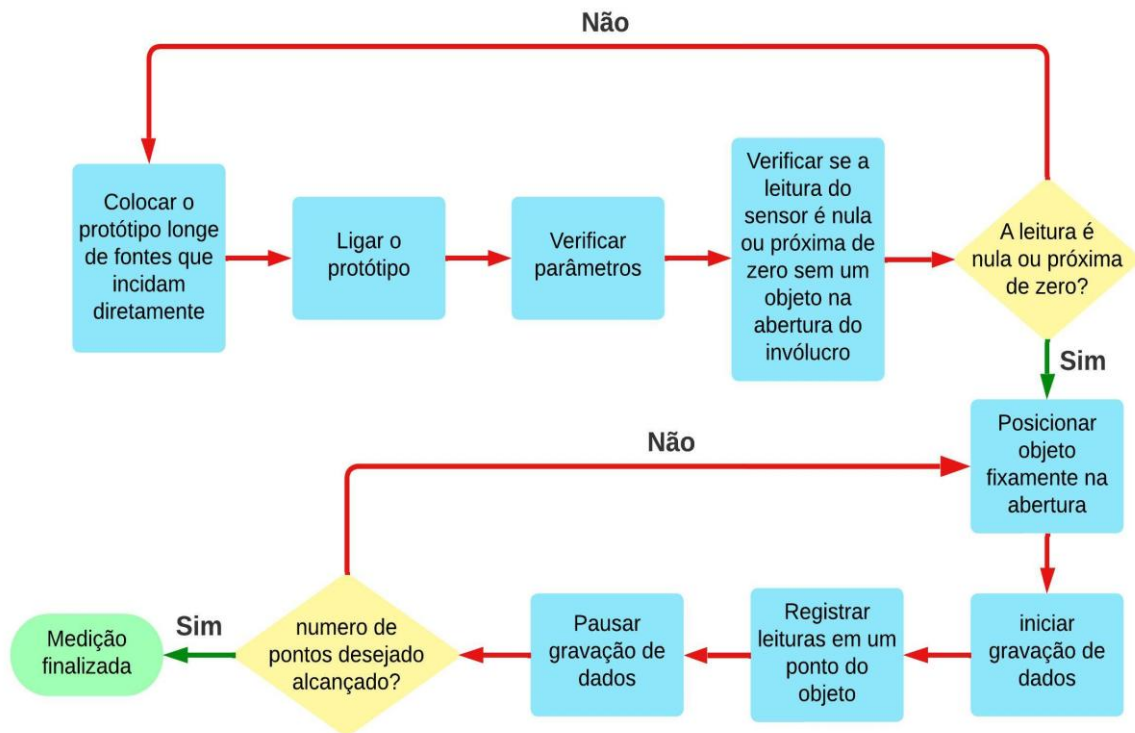 Não
Colocar o
protótipo longe
de fontes que
incidam
diretamente
Ligar o
protótipo
Verificar
parâmetros
Verificar se a
leitura do
sensor é nula
ou próxima de
zero sem um
objeto na
abertura do
invólucro
A leitura é
nula ou próxima
de zero?
Sim
Posicionar
objeto
fixamente na
abertura
iniciar
gravação de
dados
Registrar
leituras em um
ponto do
objeto
Pausar
gravação de
dados
numero de
pontos desejado
alcançado?
Não
Sim
Medição
finalizada